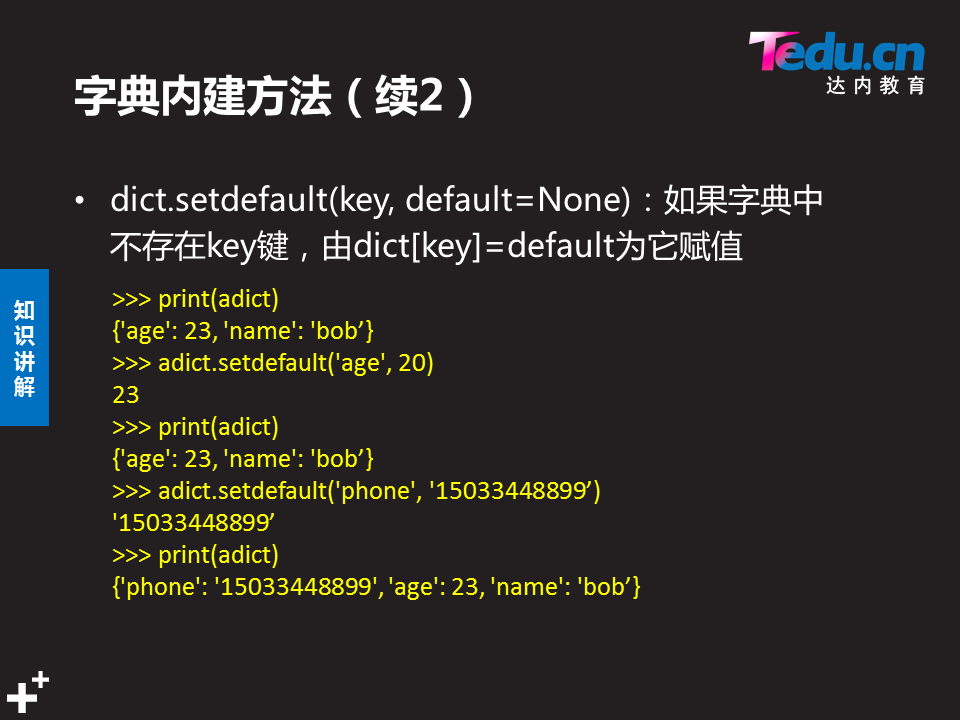 Tedu.cn
达内教育
字典内建方法（续2）
• dict.setdefault(key, default=None)：如果字典中
不存在key键，由dict[key]=default为它赋值
知识讲解
>>> print(adict)
{'age': 23, 'name': 'bob’}
>>> adict.setdefault('age', 20)
23
>>> print(adict)
{'age': 23, 'name': 'bob’}
>>> adict.setdefault('phone', '15033448899’)
'15033448899’
>>> print(adict)
{'phone': '15033448899', 'age': 23, 'name': 'bob’}